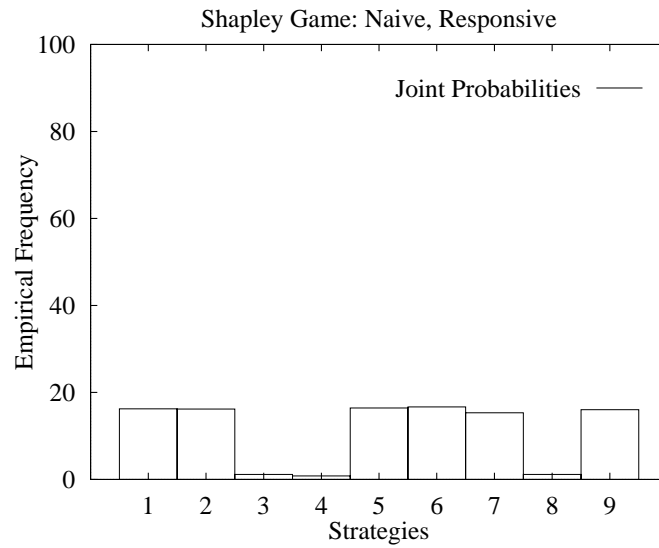 Shapley Game: Naive, Responsive
100
Joint Probabilities
80
60
40
20
0
Empirical Frequency
1 2 3 4 5 6 7 8 9
Strategies